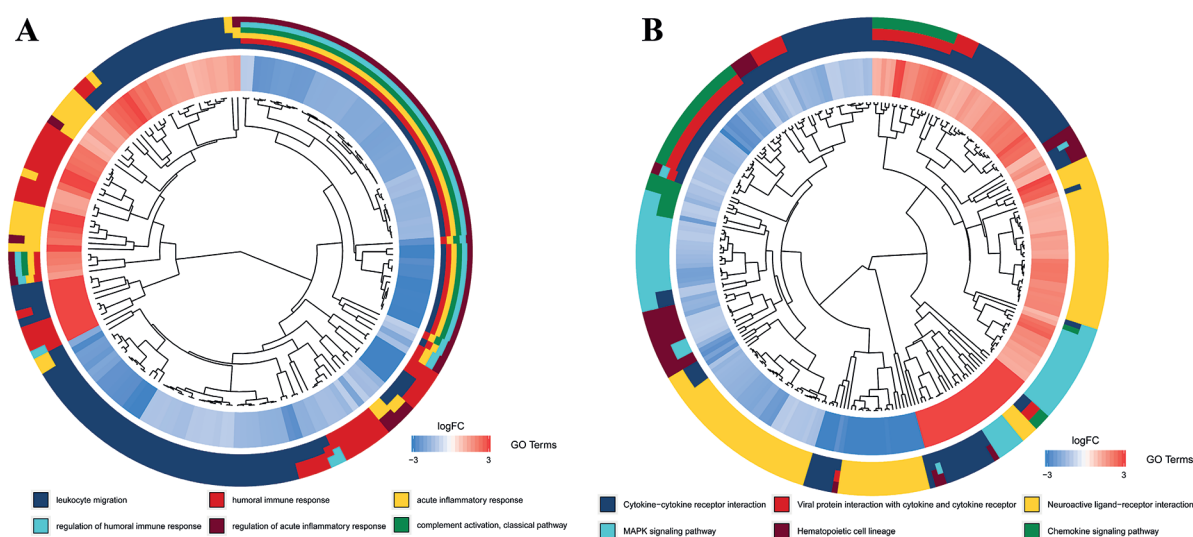 A
B
logFC
GO Terms
−3
3
leukocyte migration
humoral immune response
acute inflammatory response
regulation of humoral immune response
regulation of acute inflammatory response
complement activation, classical pathway
logFC
GO Terms
−3
3
Cytokine−cytokine receptor interaction
Viral protein interaction with cytokine and cytokine receptor
Neuroactive ligand−receptor interaction
MAPK signaling pathway
Hematopoietic cell lineage
Chemokine signaling pathway